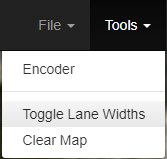 File Tools
Encoder
Toggle Lane Widths
Clear Map